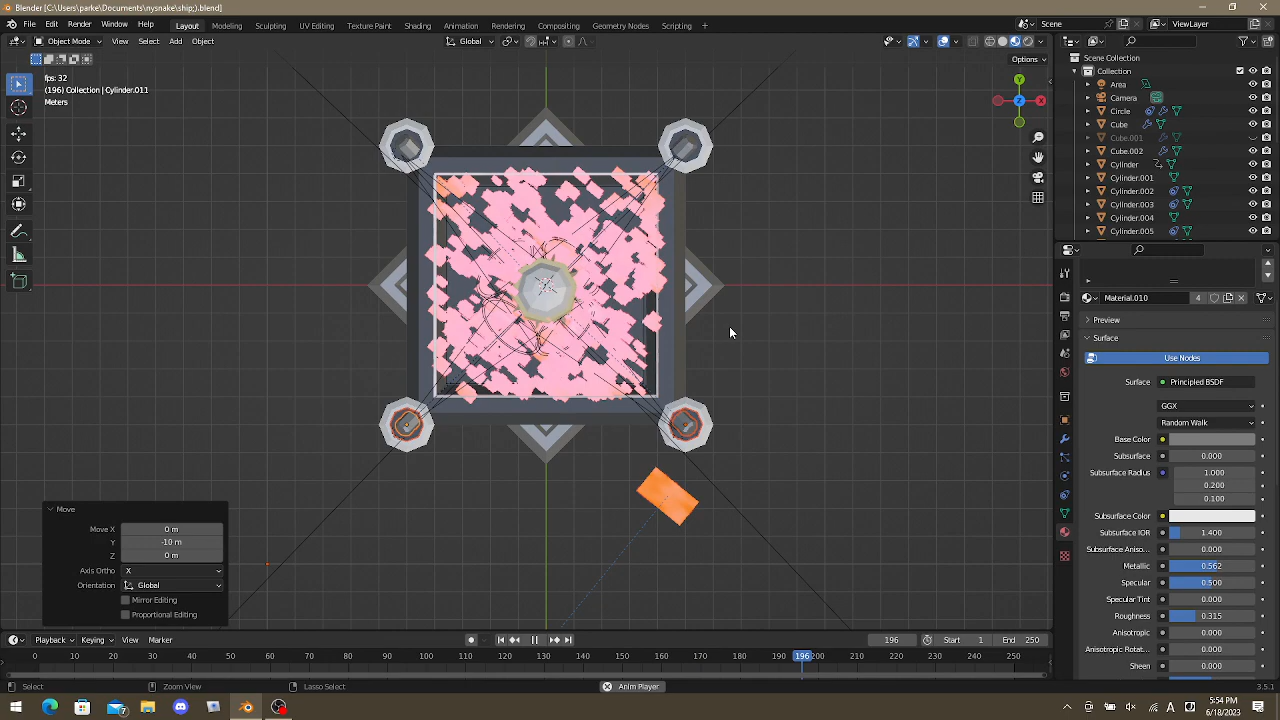 Blender [C:\Users\parke\Videos\nysnake\ship;).blend]
File Edit Render Window Help Layout Modeling Sculpting UV Editing Texture Paint Shading Animation Rendering Compositing Geometry Nodes Scripting + Scene ViewLayer
Object Mode View Select Add Object Global
Options
fps: 32
(196) Collection | Cylinder.011
Meters
Y
Z
X
Scene Collection
Collection
Area
Camera
Circle
Cube
Cube.002
Cylinder
Cylinder.001
Cylinder.002
Cylinder.003
Cylinder.004
Cylinder.005
Material.010 4
Preview
Surface
Use Nodes
Surface Principled BSDF
GGX
Random Walk
Base Color
Subsurface 0.000
Subsurface Radius 1.000
0.200
0.100
Subsurface Color
Subsurface IOR 1.400
Subsurface Aniso... 0.000
Metallic 0.562
Specular 0.500
Specular Tint 0.000
Roughness 0.315
Anisotropic 0.000
Anisotropic Rotat... 0.000
Sheen 0.000
Move
Move X 0 m
Y -10 m
Z 0 m
Axis Ortho X
Orientation Global
Mirror Editing
Proportional Editing
Playback Keying View Marker 196 Start 1 End 250
0 10 20 30 40 50 60 70 80 90 100 110 120 130 140 150 160 170 180 190 196 200 210 220 230 240 250
Select Zoom View Lasso Select Anim Player 3.5.1
5:54 PM
6/18/2023